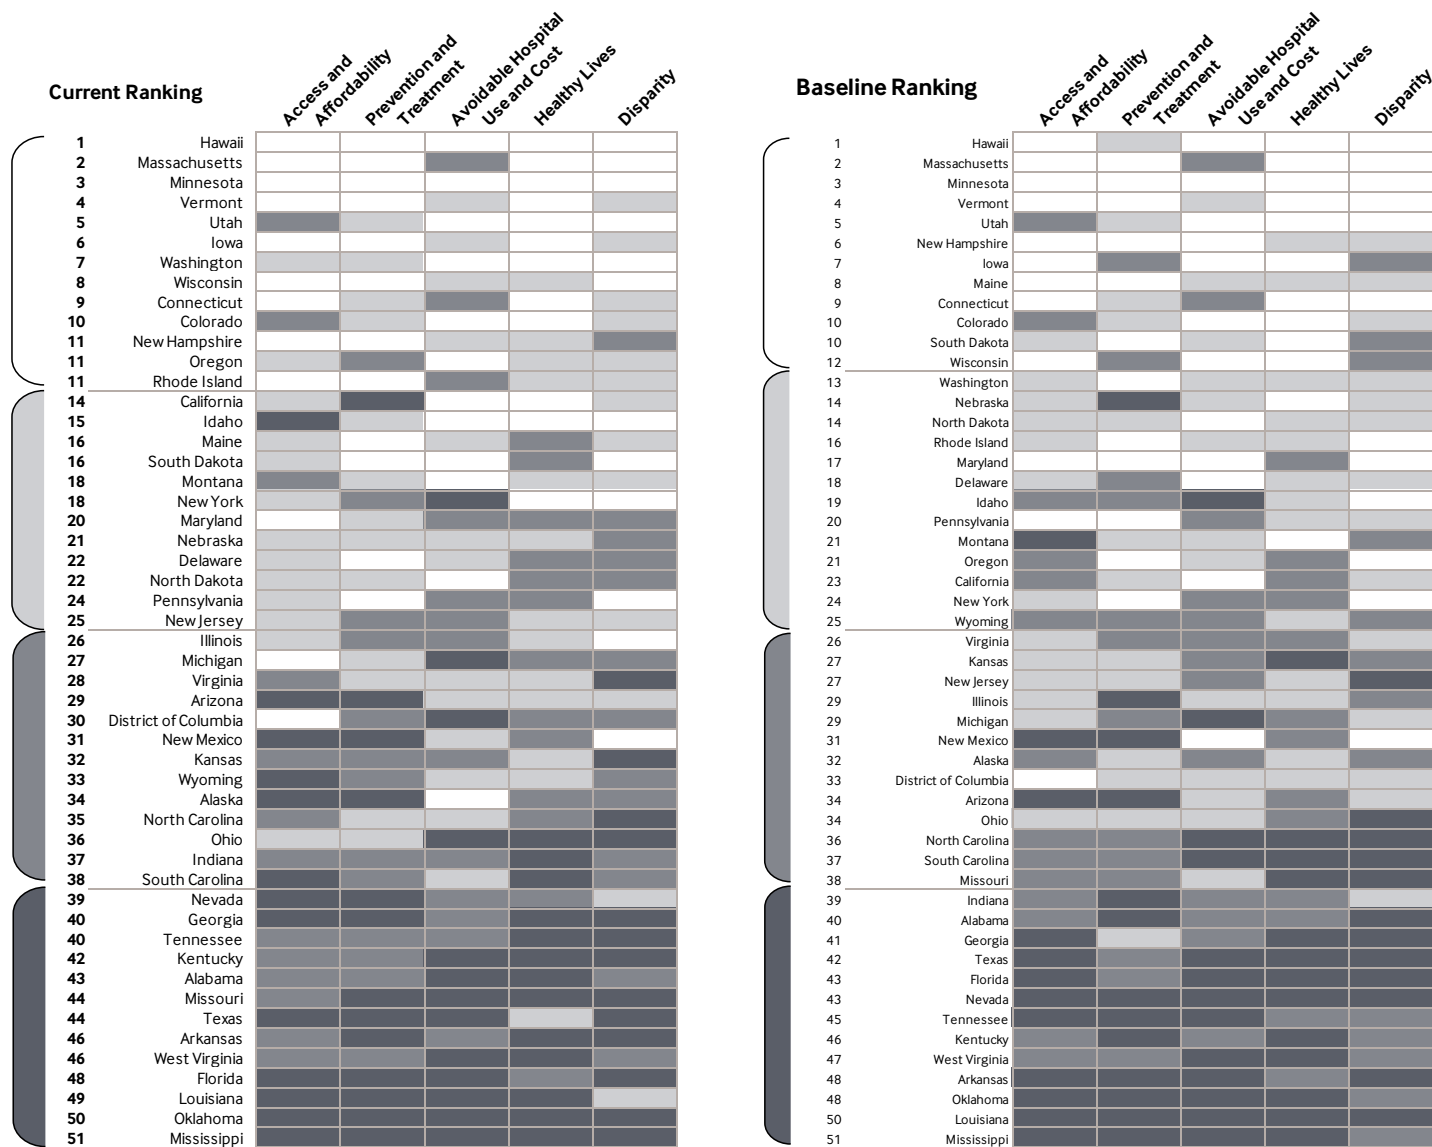 Current Ranking
Access and
Affordability
Prevention and
Treatment
Avoidable Hospital
Use and Cost
Healthy Lives
Disparity
1 Hawaii
2 Massachusetts
3 Minnesota
4 Vermont
5 Utah
6 Iowa
7 Washington
8 Wisconsin
9 Connecticut
10 Colorado
11 New Hampshire
11 Oregon
11 Rhode Island
14 California
15 Idaho
16 Maine
16 South Dakota
18 Montana
18 New York
20 Maryland
21 Nebraska
22 Delaware
22 North Dakota
24 Pennsylvania
25 New Jersey
26 Illinois
27 Michigan
28 Virginia
29 Arizona
30 District of Columbia
31 New Mexico
32 Kansas
33 Wyoming
34 Alaska
35 North Carolina
36 Ohio
37 Indiana
38 South Carolina
39 Nevada
40 Georgia
40 Tennessee
42 Kentucky
43 Alabama
44 Missouri
44 Texas
46 Arkansas
46 West Virginia
48 Florida
49 Louisiana
50 Oklahoma
51 Mississippi
Baseline Ranking
Access and
Affordability
Prevention and
Treatment
Avoidable Hospital
Use and Cost
Healthy Lives
Disparity
1 Hawaii
2 Massachusetts
3 Minnesota
4 Vermont
5 Utah
6 New Hampshire
7 Iowa
8 Maine
9 Connecticut
10 Colorado
10 South Dakota
12 Wisconsin
13 Washington
14 Nebraska
14 North Dakota
16 Rhode Island
17 Maryland
18 Delaware
19 Idaho
20 Pennsylvania
21 Montana
21 Oregon
23 California
24 New York
25 Wyoming
26 Virginia
27 Kansas
27 New Jersey
29 Illinois
29 Michigan
31 New Mexico
32 Alaska
33 District of Columbia
34 Arizona
34 Ohio
36 North Carolina
37 South Carolina
38 Missouri
39 Indiana
40 Alabama
41 Georgia
42 Texas
43 Florida
43 Nevada
45 Tennessee
46 Kentucky
47 West Virginia
48 Arkansas
48 Oklahoma
50 Louisiana
51 Mississippi